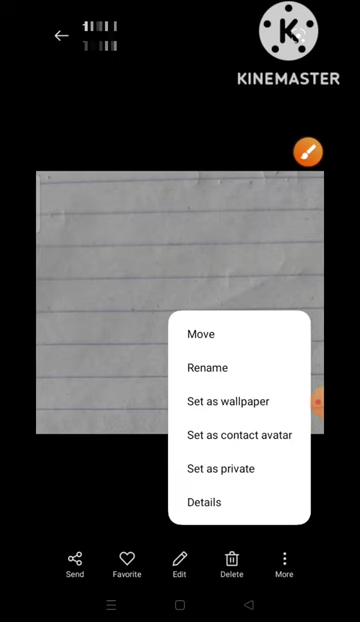 KINEMASTER
Move
Rename
Set as wallpaper
Set as contact avatar
Set as private
Details
Send
Favorite
Edit
Delete
More